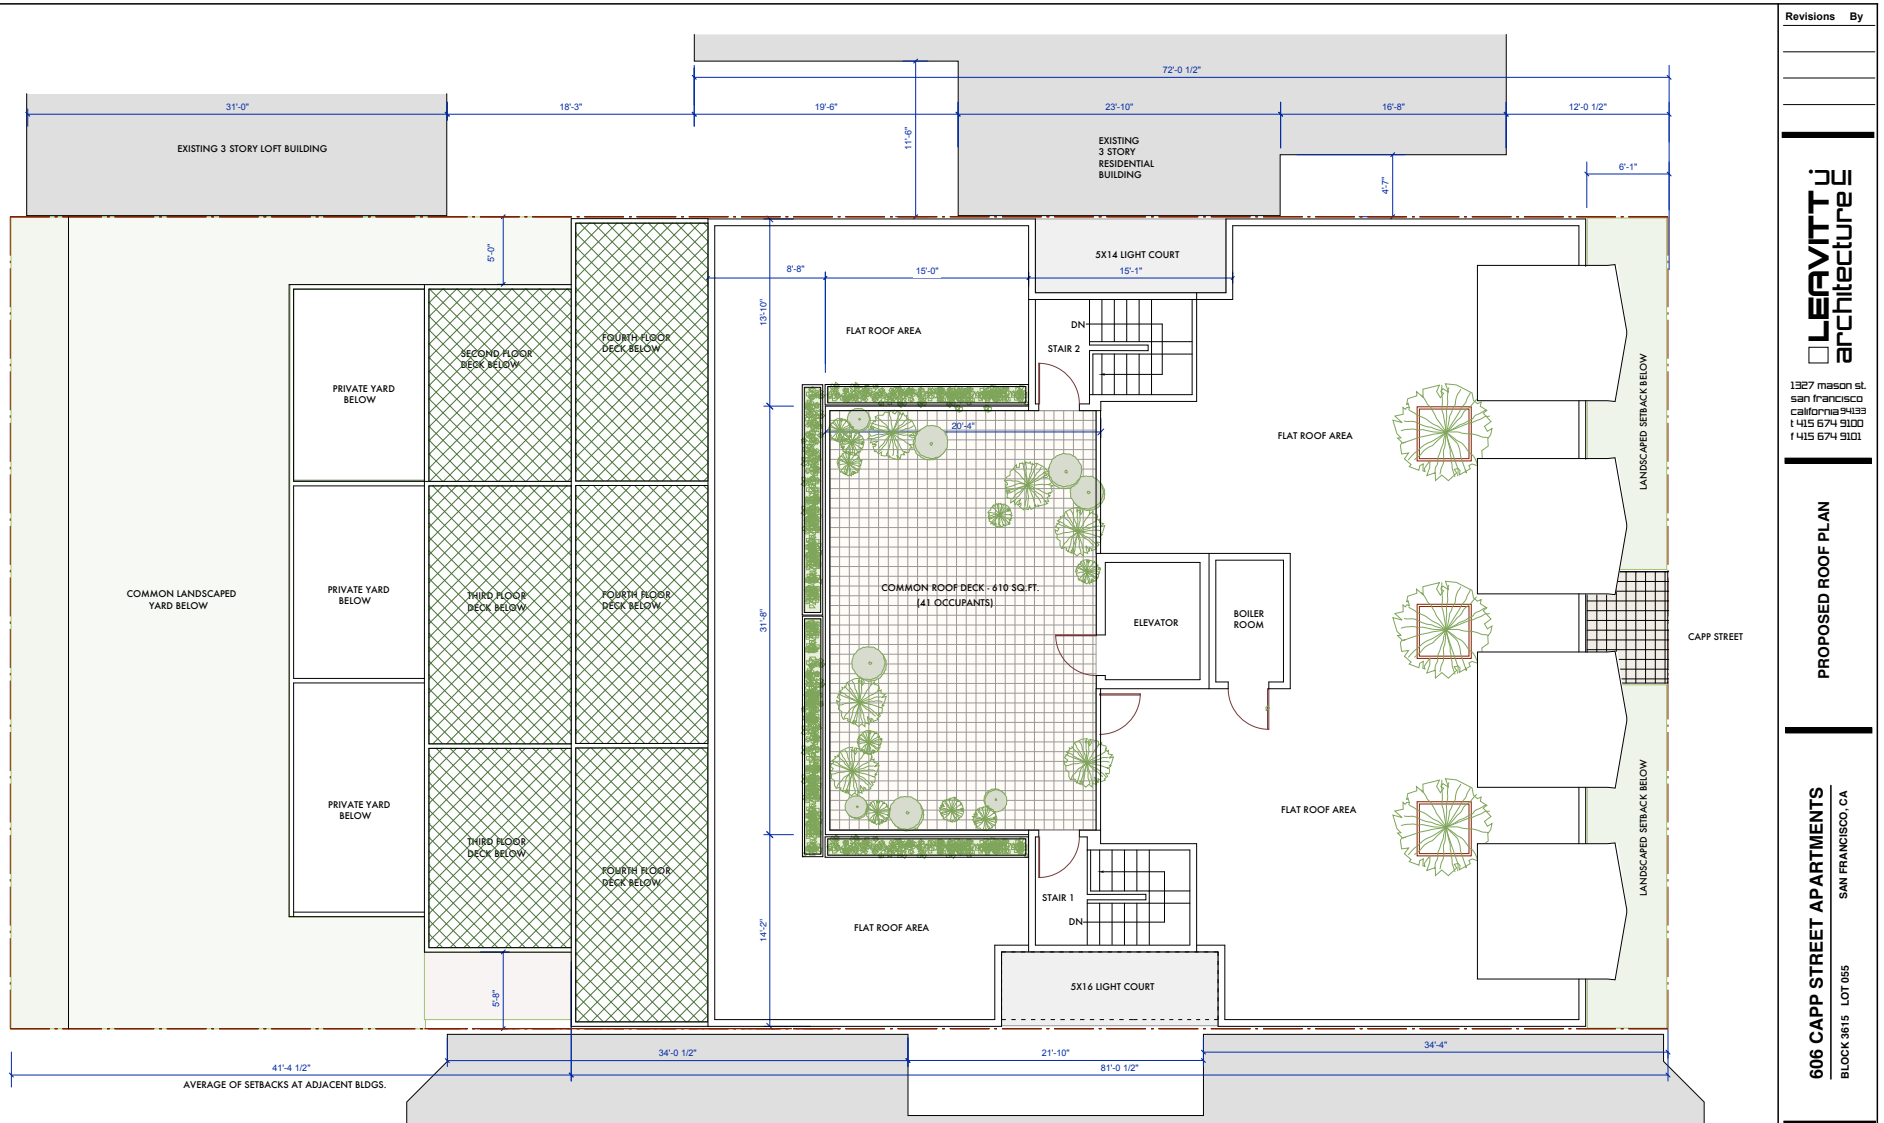 Revisions By
72'-0 1/2"
31'-0"
18'-3"
19'-6"
23'-10"
16'-8"
12'-0 1/2"
EXISTING 3 STORY LOFT BUILDING
11'-6"
EXISTING
3 STORY
RESIDENTIAL
BUILDING
4'-7"
6'-1"
5'-0"
8'-8"
15'-0"
5X14 LIGHT COURT
15'-1"
13'-10"
FLAT ROOF AREA
DN
STAIR 2
SECOND FLOOR
DECK BELOW
FOURTH FLOOR
DECK BELOW
PRIVATE YARD
BELOW
20'-4"
FLAT ROOF AREA
LANDSCAPED SETBACK BELOW
COMMON LANDSCAPED
YARD BELOW
PRIVATE YARD
BELOW
THIRD FLOOR
DECK BELOW
FOURTH FLOOR
DECK BELOW
31'-8"
COMMON ROOF DECK - 610 SQ.FT.
(41 OCCUPANTS)
ELEVATOR
BOILER
ROOM
CAPP STREET
PRIVATE YARD
BELOW
THIRD FLOOR
DECK BELOW
FOURTH FLOOR
DECK BELOW
FLAT ROOF AREA
LANDSCAPED SETBACK BELOW
STAIR 1
DN
14'-2"
FLAT ROOF AREA
5'-8"
5X16 LIGHT COURT
34'-0 1/2"
21'-10"
34'-4"
41'-4 1/2"
81'-0 1/2"
AVERAGE OF SETBACKS AT ADJACENT BLDGS.
LEAVITT
architecture
1327 mason st.
san francisco
california 94133
t 415 674 9100
f 415 674 9101
PROPOSED ROOF PLAN
606 CAPP STREET APARTMENTS
BLOCK 3615 LOT 055 SAN FRANCISCO, CA